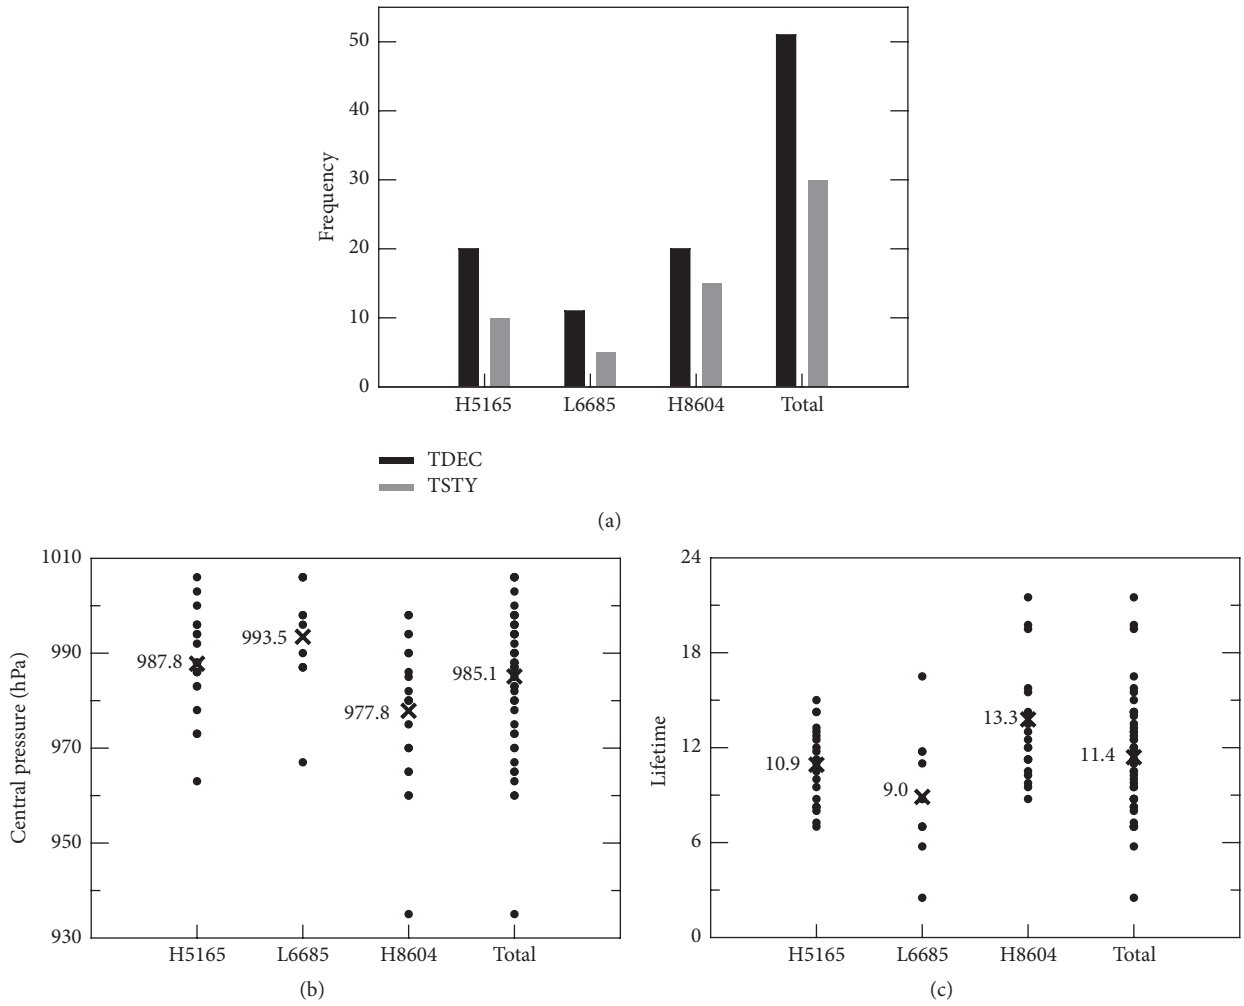 50
40
30
20
10
0
Frequency
H5165 L6685 H8604 Total
TDEC
TSTY
(a)
1010
990
970
950
930
Central pressure (hPa)
987.8
993.5
977.8
985.1
H5165 L6685 H8604 Total
(b)
24
18
12
6
0
Lifetime
10.9
9.0
13.3
11.4
H5165 L6685 H8604 Total
(c)